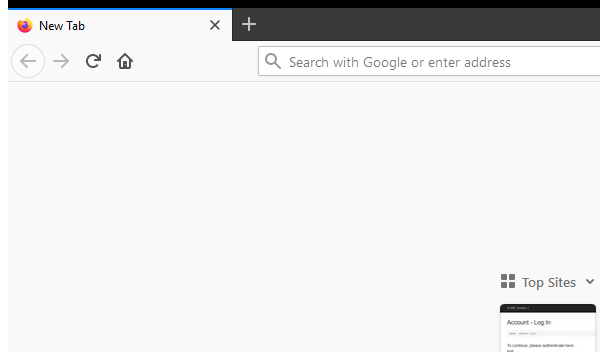 New Tab
Search with Google or enter address
Top Sites
Account - Log In
To continue, please authenticate here